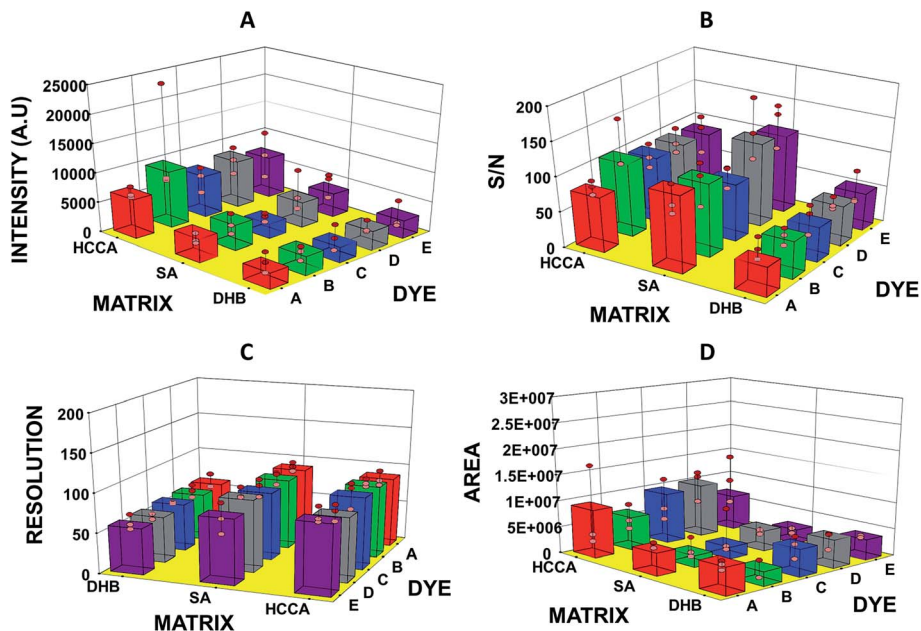 A
INTENSITY (A.U)
25000
20000
15000
10000
5000
0
HCCA
SA
DHB
MATRIX
A
B
C
D
E
DYE
B
S/N
200
150
100
50
0
HCCA
SA
DHB
MATRIX
A
B
C
D
E
DYE
C
RESOLUTION
200
150
100
50
0
DHB
SA
HCCA
MATRIX
E
D
C
B
A
DYE
D
AREA
3E+007
2.5E+007
2E+007
1.5E+007
1E+007
5E+006
0
HCCA
SA
DHB
MATRIX
A
B
C
D
E
DYE